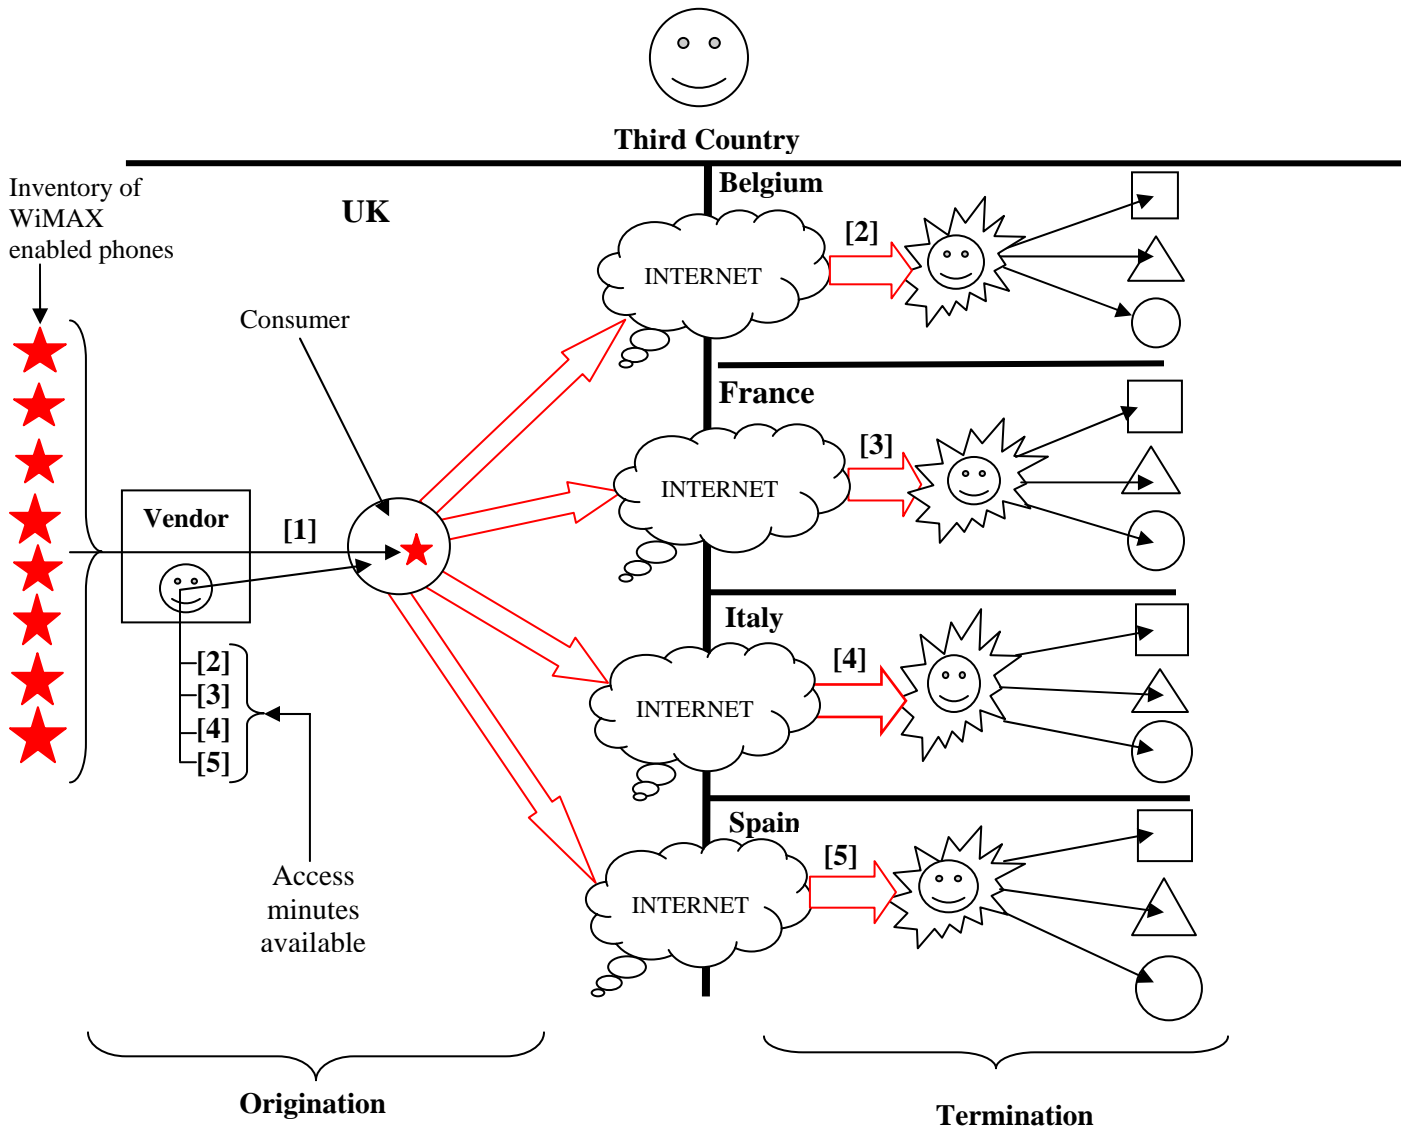 Third Country
Inventory of
WiMAX
enabled phones
UK
Consumer
Vendor
[1]
[2]
[3]
[4]
[5]
Access
minutes
available
Belgium
INTERNET
[2]
France
INTERNET
[3]
Italy
INTERNET
[4]
Spain
INTERNET
[5]
Origination
Termination